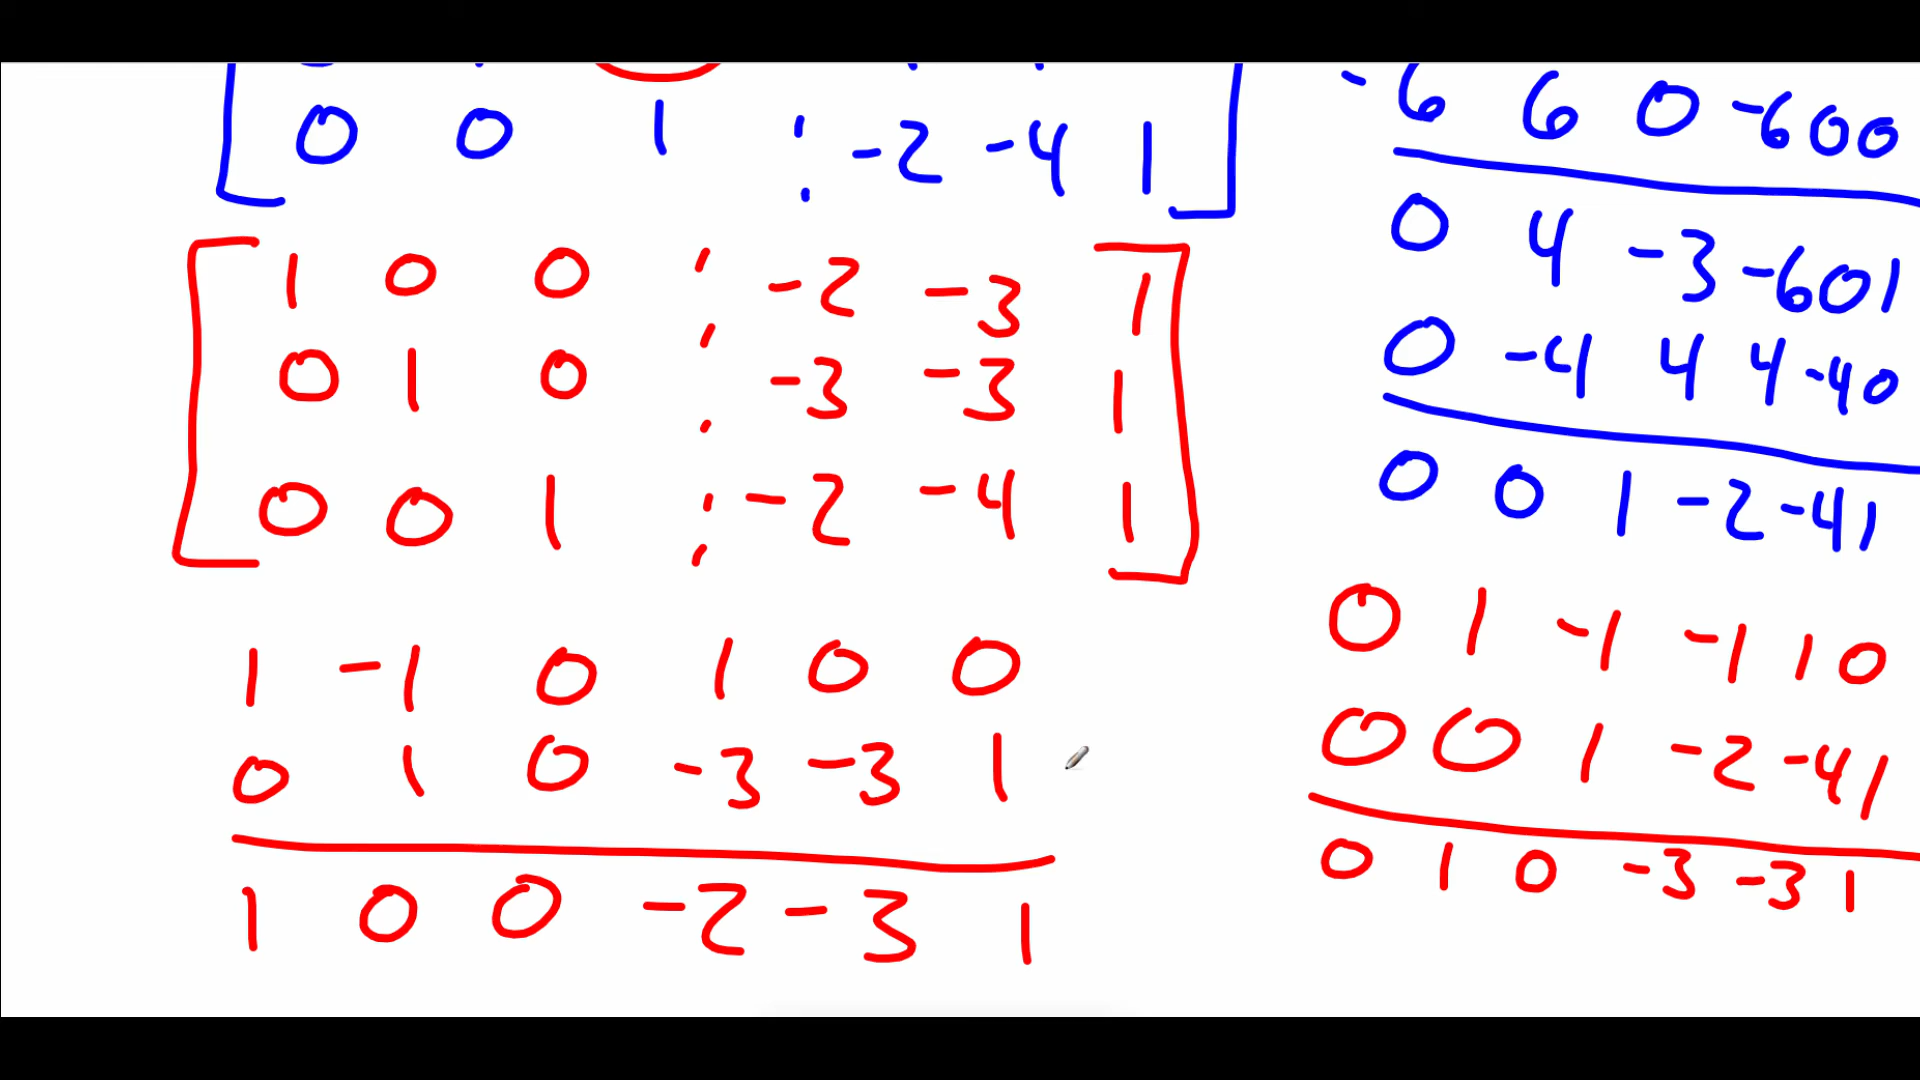 0 0 1 : -2 -4 1
1 0 0 : -2 -3 1
0 1 0 : -3 -3 1
0 0 1 : -2 -4 1
1 -1 0 1 0 0
0 1 0 -3 -3 1
1 0 0 -2 -3 1
-6 6 0 -6 0 0
0 4 -3 -6 0 1
0 -4 4 4 -4 0
0 0 1 -2 -4 1
0 1 -1 -1 1 0
0 0 1 -2 -4 1
0 1 0 -3 -3 1